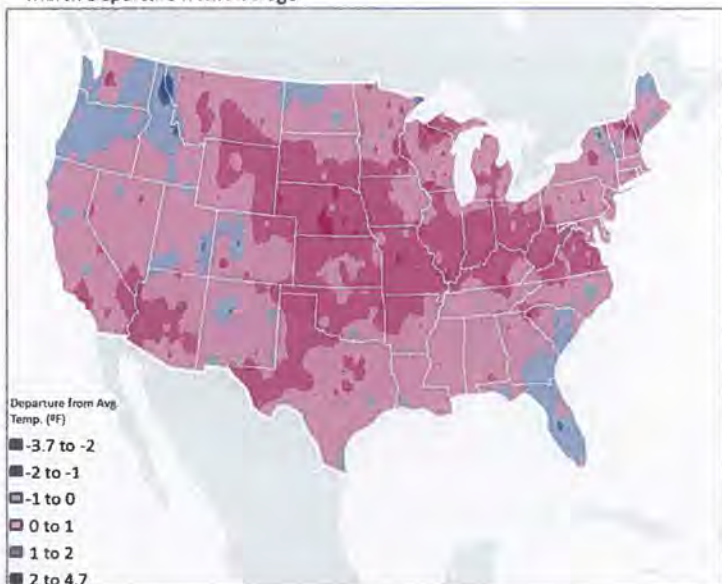 Departure from Avg.
Temp. (ºF)
-3.7 to -2
-2 to -1
-1 to 0
0 to 1
1 to 2
2 to 4.7